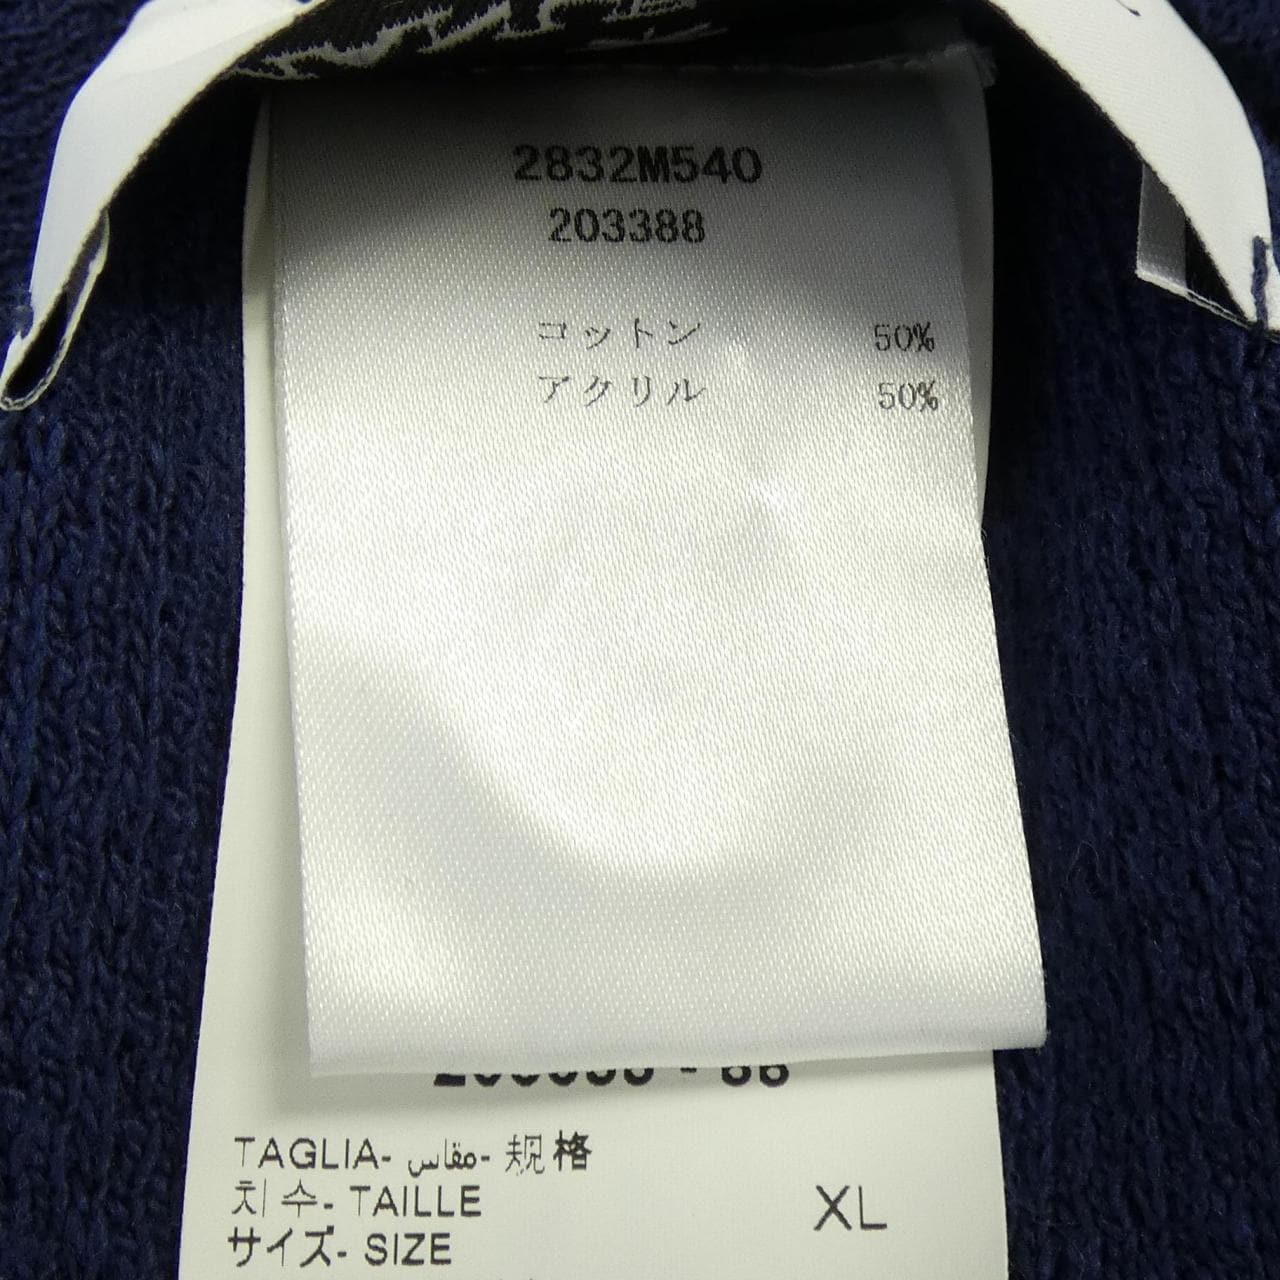 2832M540
203388
コットン 50%
アクリル 50%
TAGLIA- مقاس- 规格
치수- TAILLE XL
サイズ- SIZE